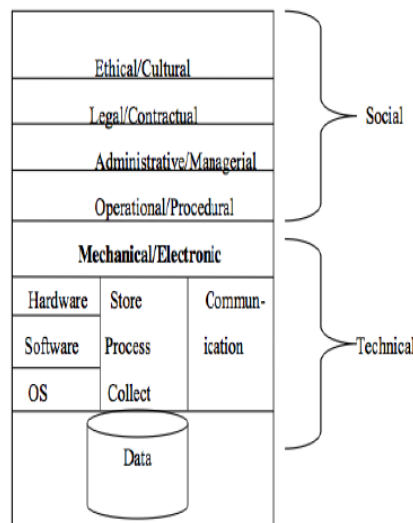 Ethical/Cultural
Legal/Contractual
Social
Administrative/Managerial
Operational/Procedural
Mechanical/Electronic
Hardware
Store
Commun-
Software
Process
ication
Technical
OS
Collect
Data